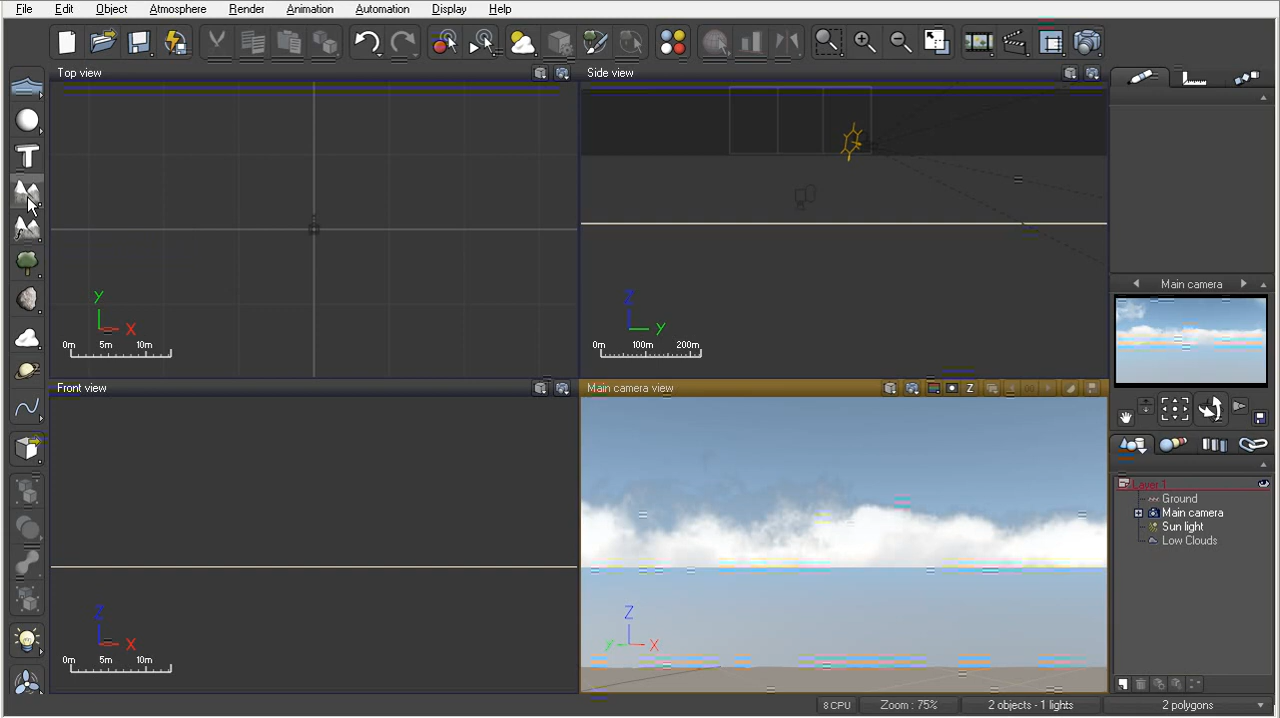 File Edit Object Atmosphere Render Animation Automation Display Help
Top view
Side view
Y
X
0m 5m 10m
Z
Y
0m 100m 200m
Main camera
Front view
Main camera view
Z
Z
X
0m 5m 10m
Z
Y X
Layer 1
Ground
Main camera
Sun light
Low Clouds
8 CPU
Zoom : 75%
2 objects - 1 lights
2 polygons